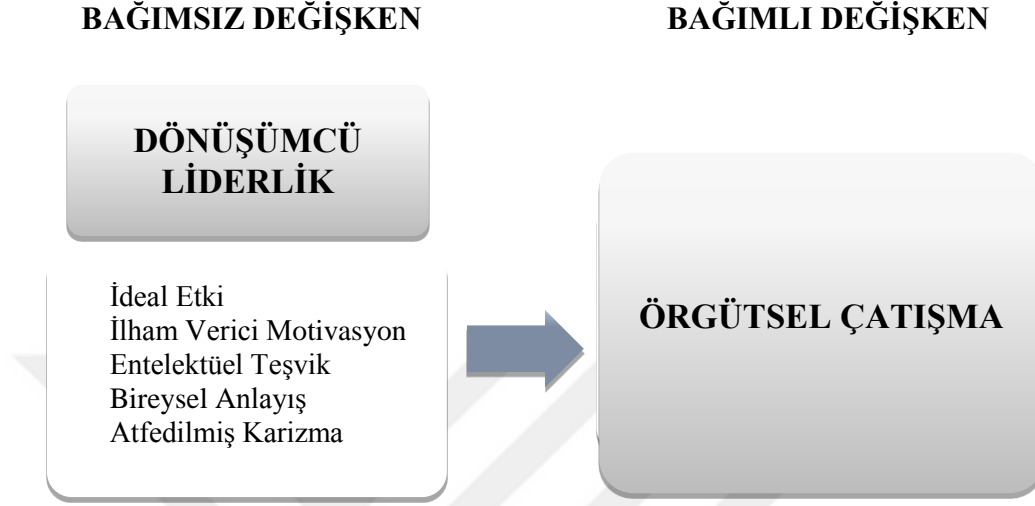 BAĞIMSIZ DEĞİŞKEN
BAĞIMLI DEĞİŞKEN
DÖNÜŞÜMCÜ
LİDERLİK
İdeal Etki
İlham Verici Motivasyon
Entelektüel Teşvik
Bireysel Anlayış
Atfedilmiş Karizma
ÖRGÜTSEL ÇATIŞMA